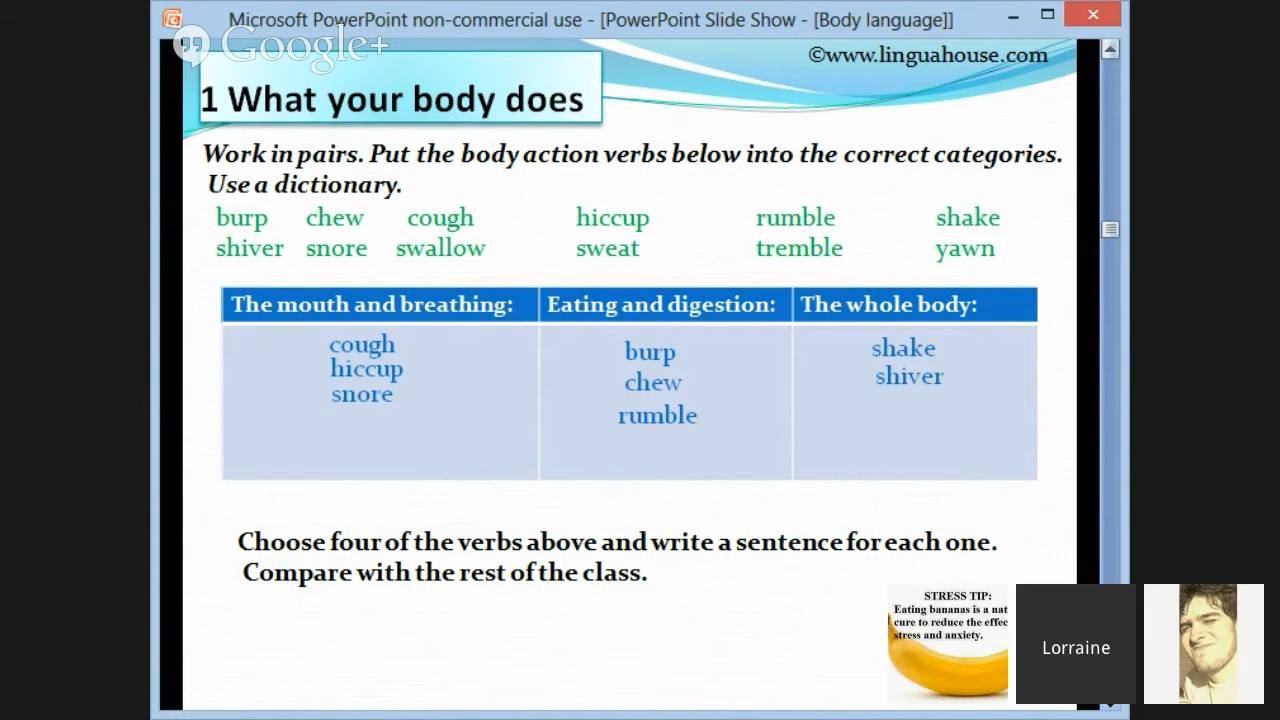 Microsoft PowerPoint non-commercial use - [PowerPoint Slide Show - [Body language]]
Google+
©www.linguahouse.com
1 What your body does
Work in pairs. Put the body action verbs below into the correct categories.
Use a dictionary.
burp chew cough hiccup rumble shake
shiver snore swallow sweat tremble yawn
The mouth and breathing: Eating and digestion: The whole body:
cough burp shake
hiccup chew shiver
snore rumble
Choose four of the verbs above and write a sentence for each one.
Compare with the rest of the class.
STRESS TIP:
Eating bananas is a nat
cure to reduce the effec
stress and anxiety.
Lorraine